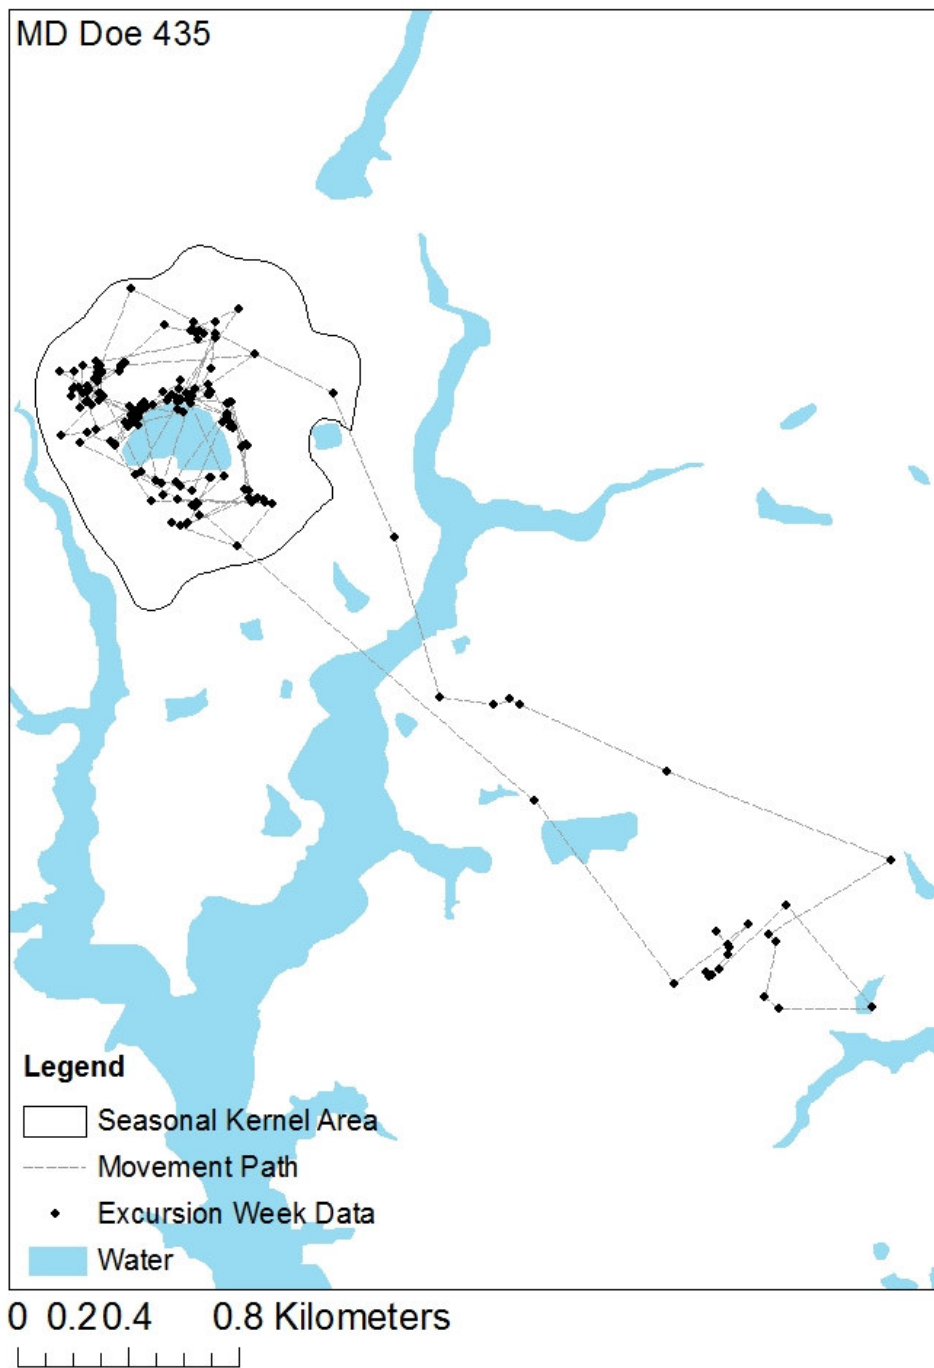 MD Doe 435
Legend
Seasonal Kernel Area
Movement Path
Excursion Week Data
Water
0 0.20.4 0.8 Kilometers